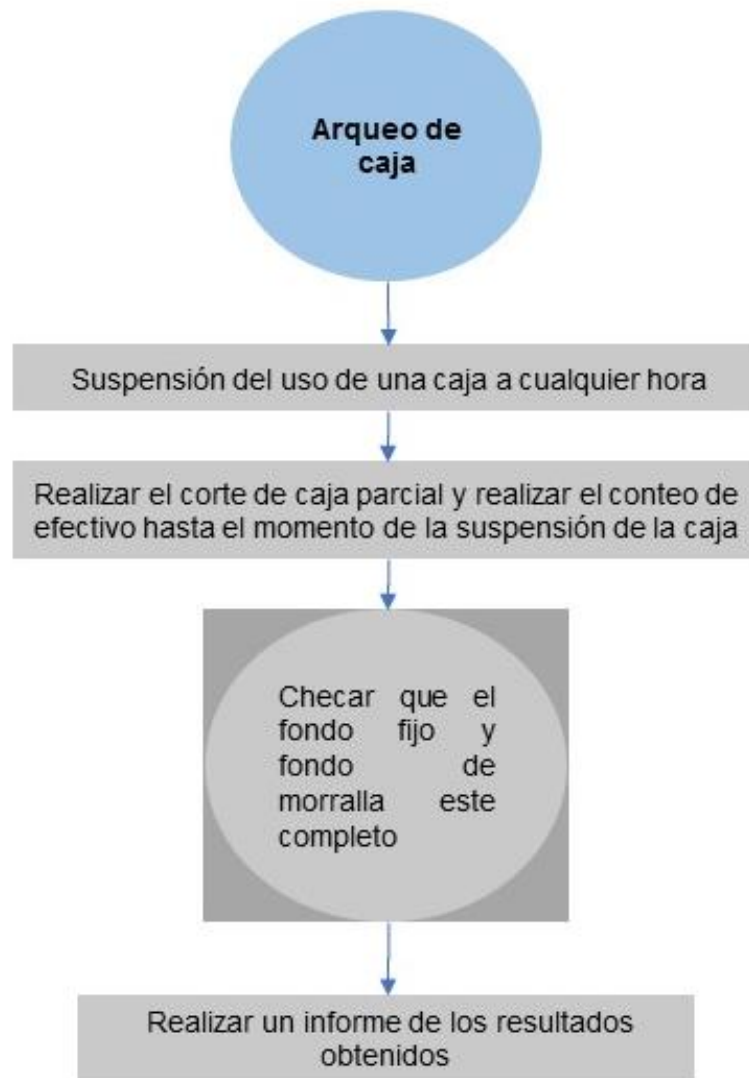 Arqueo de
caja
Suspensión del uso de una caja a cualquier hora
Realizar el corte de caja parcial y realizar el conteo de
efectivo hasta el momento de la suspensión de la caja
Checar que el
fondo fijo y
fondo de
morralla este
completo
Realizar un informe de los resultados
obtenidos